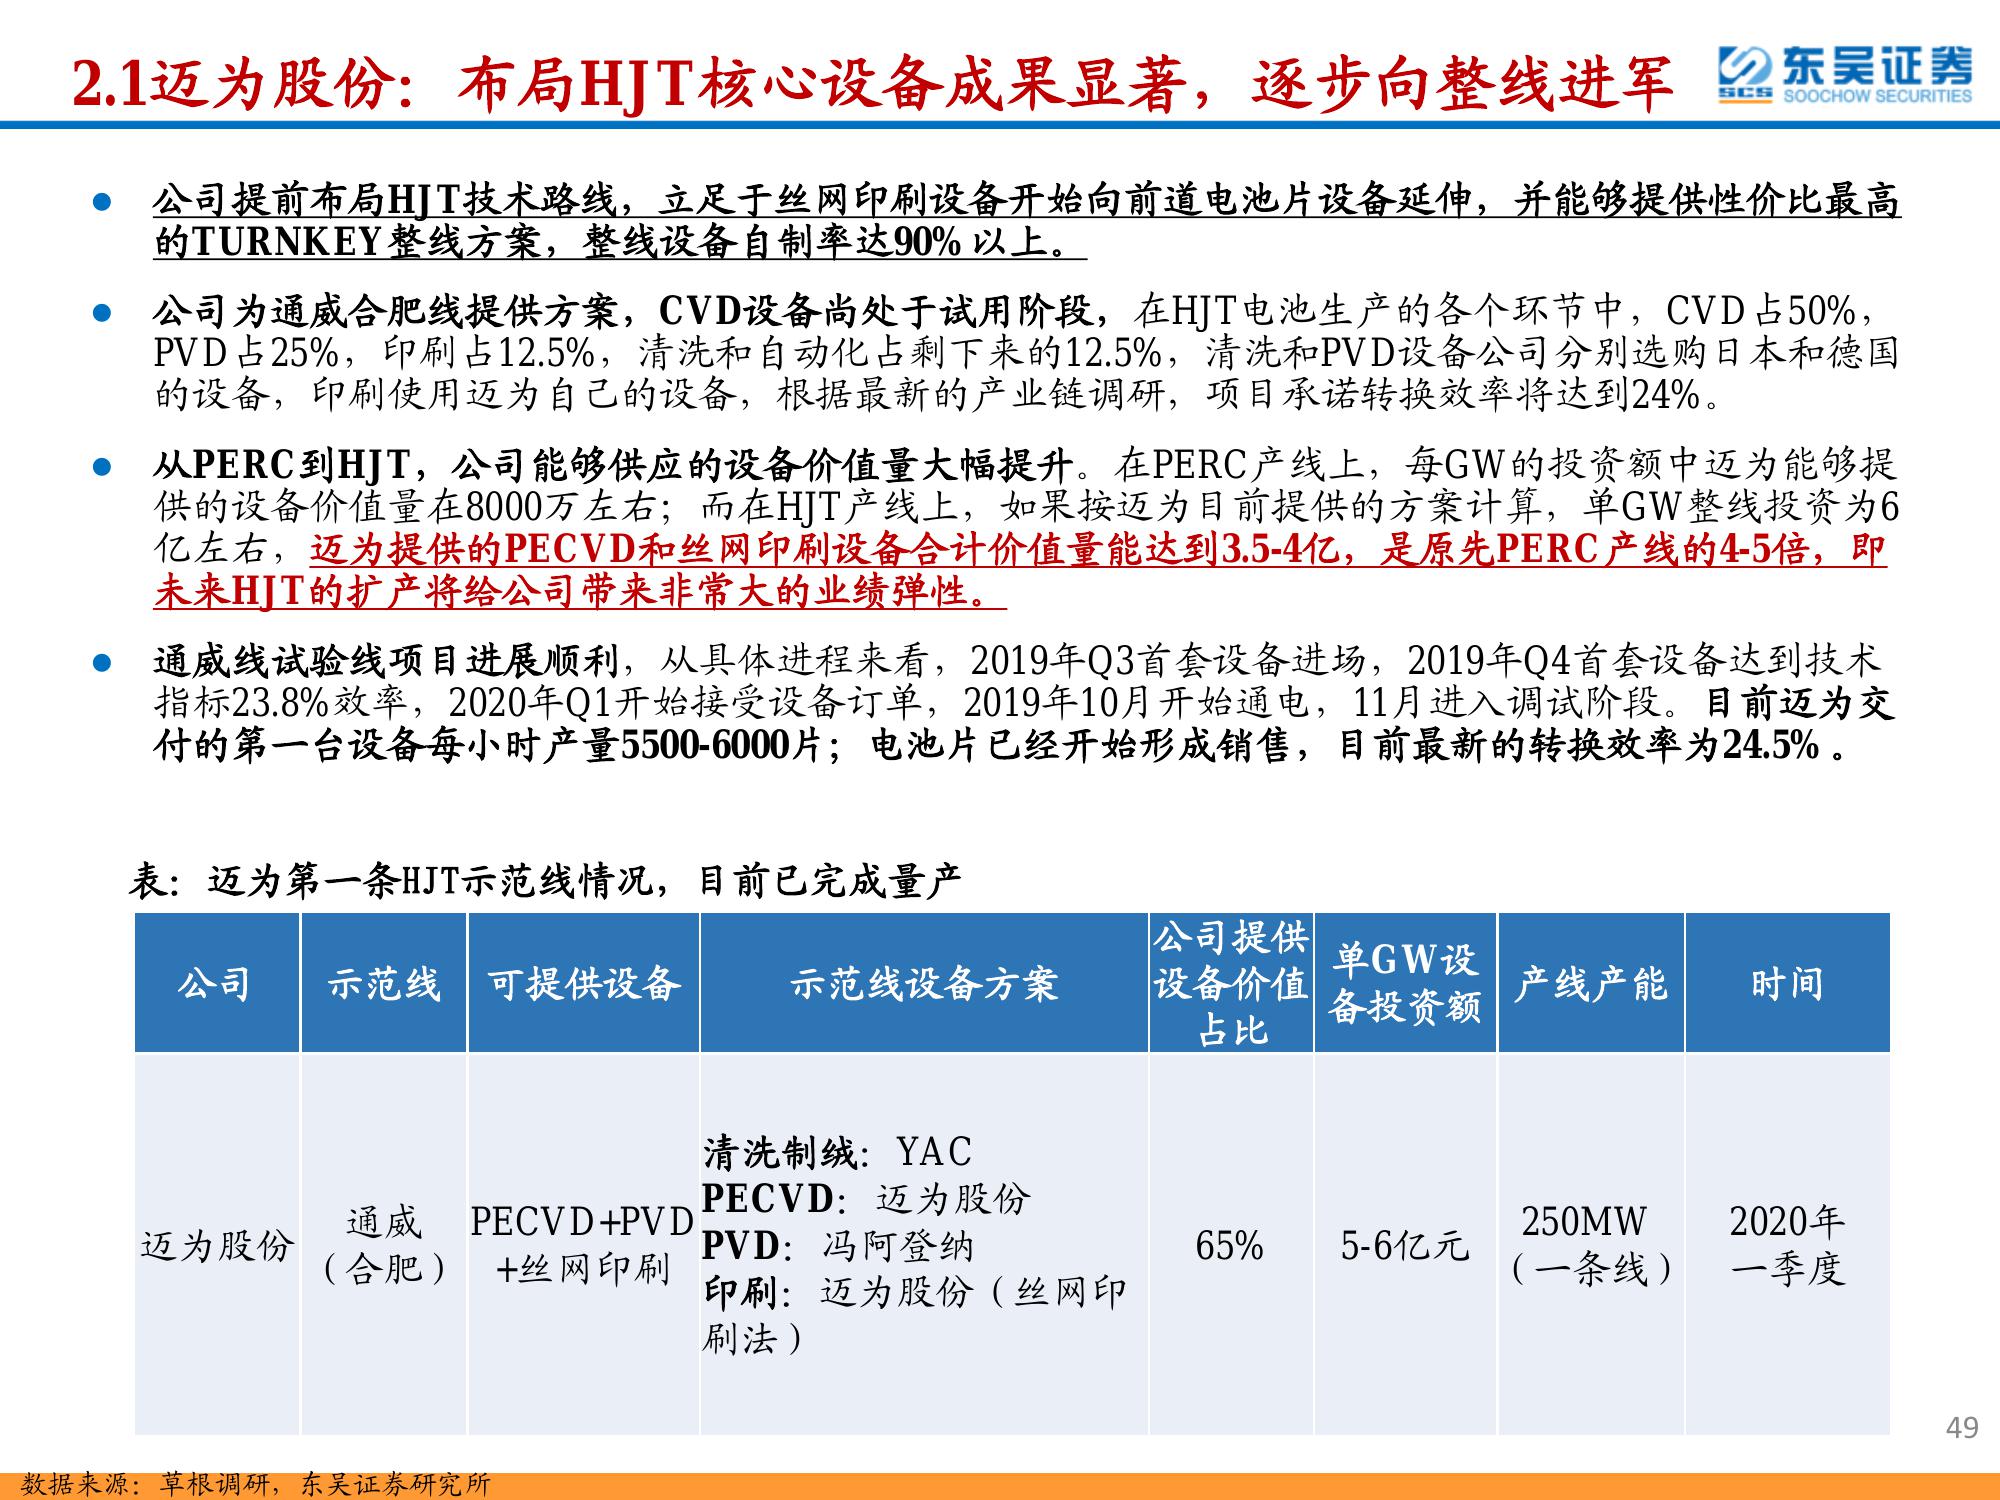 2.1迈为股份：布局HJT核心设备成果显著，逐步向整线进军
东吴证券
SCS
SOOCHOW SECURITIES
● 公司提前布局HJT技术路线，立足于丝网印刷设备开始向前道电池片设备延伸，并能够提供性价比最高
的TURNKEY整线方案，整线设备自制率达90%以上。
● 公司为通威合肥线提供方案，CVD设备尚处于试用阶段，在HJT电池生产的各个环节中，CVD占50%，
PVD占25%，印刷占12.5%，清洗和自动化占剩下来的12.5%，清洗和PVD设备公司分别选购日本和德国
的设备，印刷使用迈为自己的设备，根据最新的产业链调研，项目承诺转换效率将达到24%。
● 从PERC到HJT，公司能够供应的设备价值量大幅提升。在PERC产线上，每GW的投资额中迈为能够提
供的设备价值量在8000万左右；而在HJT产线上，如果按迈为目前提供的方案计算，单GW整线投资为6
亿左右，迈为提供的PECVD和丝网印刷设备合计价值量能达到3.5-4亿，是原先PERC产线的4-5倍，即
未来HJT的扩产将给公司带来非常大的业绩弹性。
● 通威线试验线项目进展顺利，从具体进程来看，2019年Q3首套设备进场，2019年Q4首套设备达到技术
指标23.8%效率，2020年Q1开始接受设备订单，2019年10月开始通电，11月进入调试阶段。目前迈为交
付的第一台设备每小时产量5500-6000片；电池片已经开始形成销售，目前最新的转换效率为24.5%。
表：迈为第一条HJT示范线情况，目前已完成量产
公司
示范线
可提供设备
示范线设备方案
公司提供
设备价值
占比
单GW设
备投资额
产线产能
时间
迈为股份
通威
（合肥）
PECVD+PVD
+丝网印刷
清洗制绒：YAC
PECVD：迈为股份
PVD：冯阿登纳
印刷：迈为股份（丝网印
刷法）
65%
5-6亿元
250MW
（一条线）
2020年
一季度
49
数据来源：草根调研，东吴证券研究所